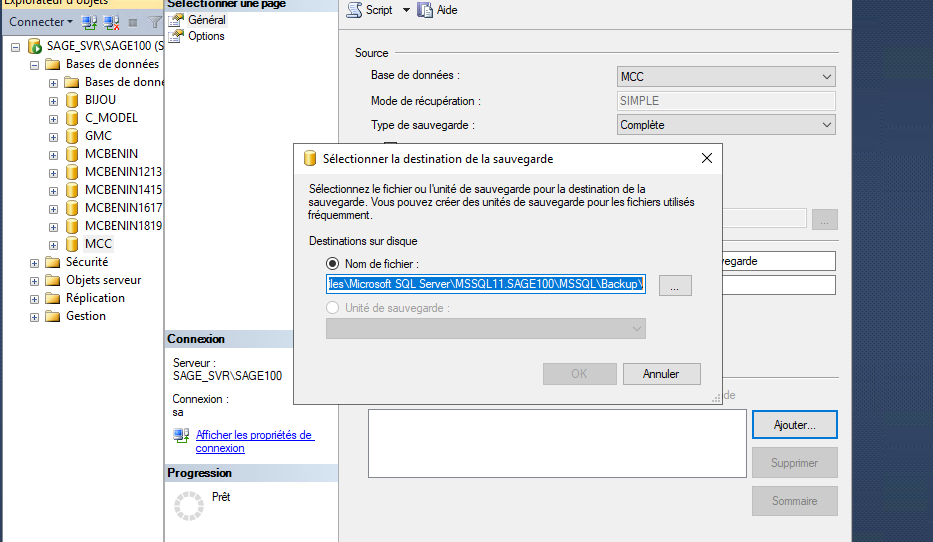 Explorateur d'objets
Connecter
SAGE_SVR\SAGE100 (S
Bases de données
Bases de donné
BIJOU
C_MODEL
GMC
MCBENIN
MCBENIN1213
MCBENIN1415
MCBENIN1617
MCBENIN1819
MCC
Sécurité
Objets serveur
Réplication
Gestion
Sélectionner une page
Général
Options
Connexion
Serveur :
SAGE_SVR\SAGE100
Connexion :
sa
Afficher les propriétés de
connexion
Progression
Prêt
Script
Aide
Source
Base de données :
MCC
Mode de récupération :
SIMPLE
Type de sauvegarde :
Complète
...
vegarde
de
Ajouter...
Supprimer
Sommaire
Sélectionner la destination de la sauvegarde
Sélectionnez le fichier ou l'unité de sauvegarde pour la destination de la
sauvegarde. Vous pouvez créer des unités de sauvegarde pour les fichiers utilisés
fréquemment.
Destinations sur disque
Nom de fichier :
iles\Microsoft SQL Server\MSSQL11.SAGE100\MSSQL\Backup\
...
Unité de sauvegarde :
OK
Annuler